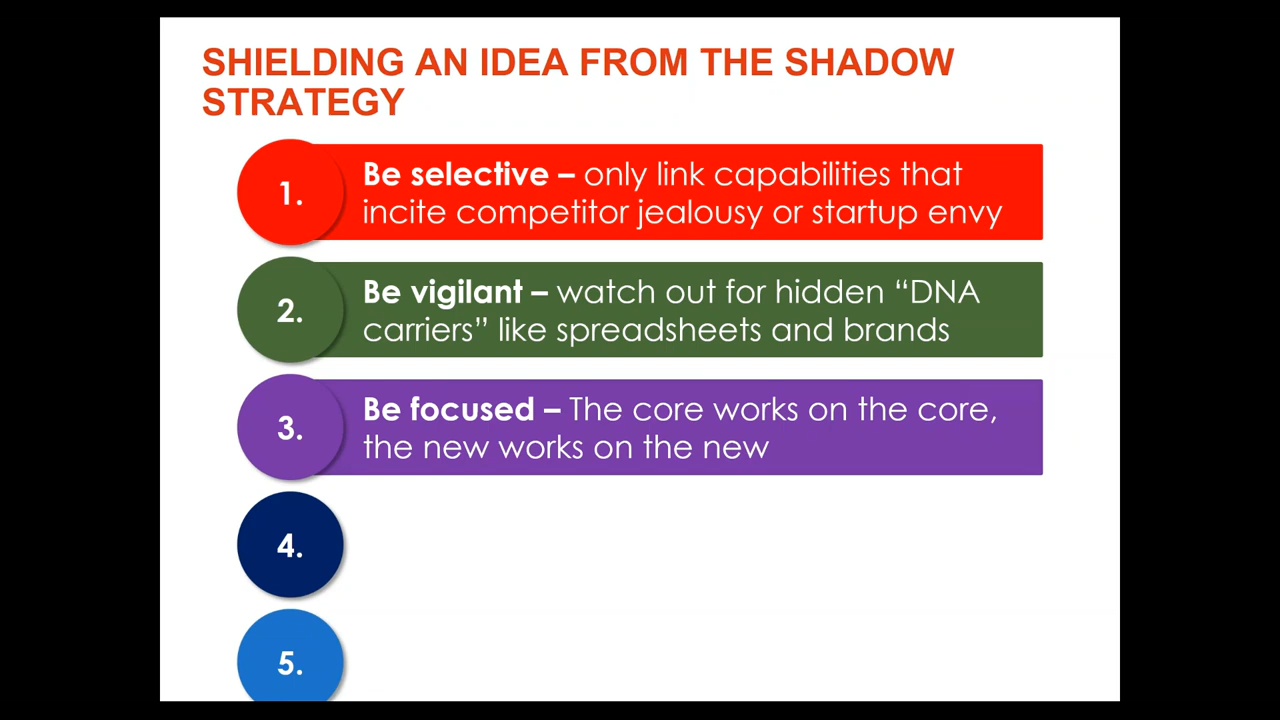 SHIELDING AN IDEA FROM THE SHADOW
STRATEGY
1.
Be selective – only link capabilities that
incite competitor jealousy or startup envy
2.
Be vigilant – watch out for hidden “DNA
carriers” like spreadsheets and brands
3.
Be focused – The core works on the core,
the new works on the new
4.
5.